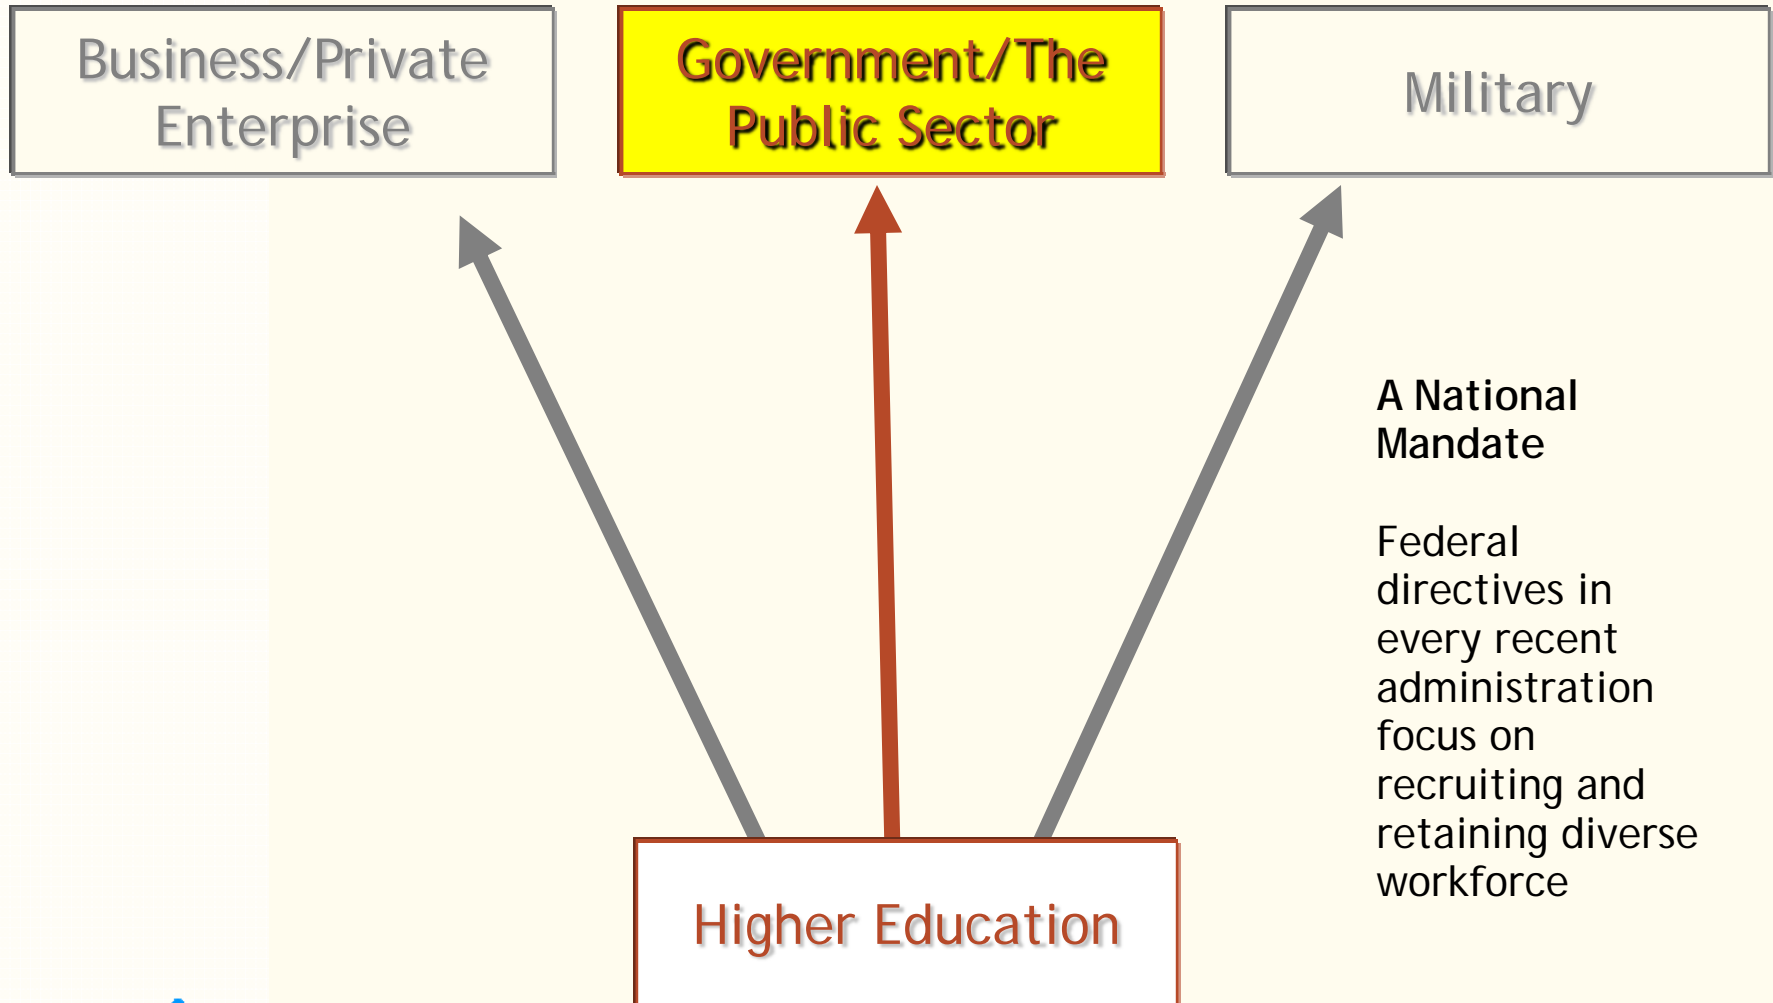 Business/Private
Enterprise
Government/The
Public Sector
Military
A National
Mandate
Federal
directives in
every recent
administration
focus on
recruiting and
retaining diverse
workforce
Higher Education